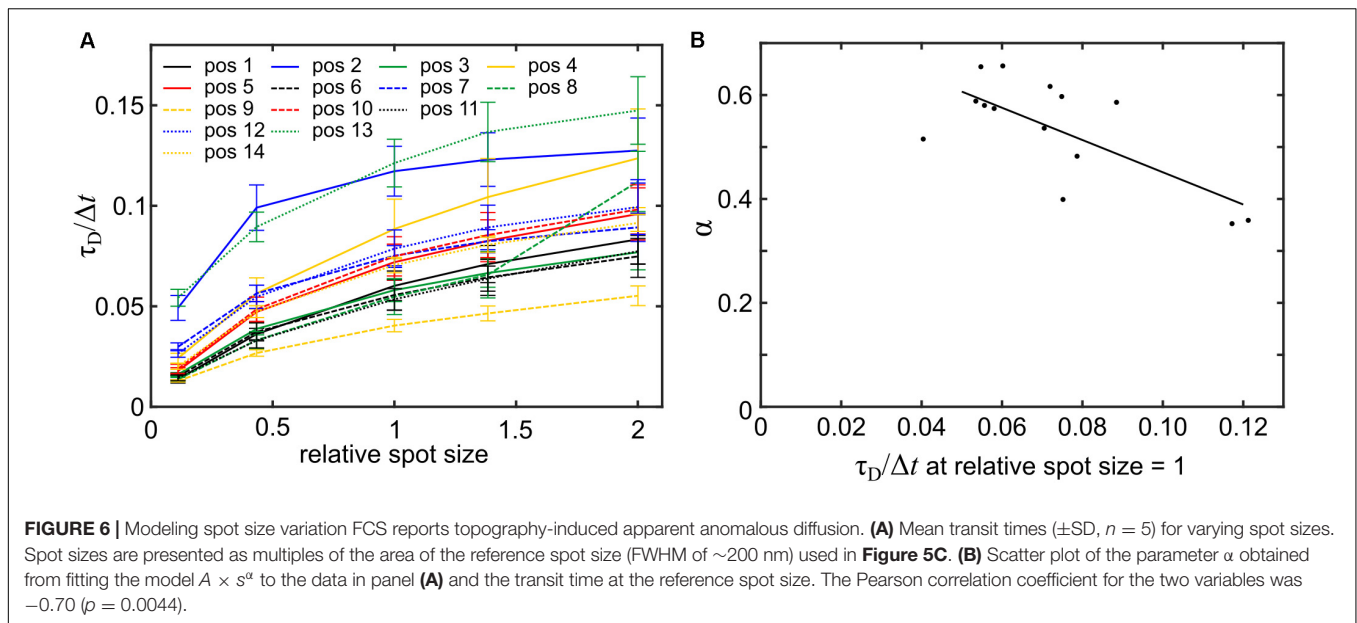 A
pos 1 pos 2 pos 3 pos 4
pos 5 pos 6 pos 7 pos 8
pos 9 pos 10 pos 11
pos 12 pos 13
pos 14
0.15
0.1
0.05
0
τD/Δt
0 0.5 1 1.5 2
relative spot size
B
0.6
0.4
0.2
0
α
0 0.02 0.04 0.06 0.08 0.10 0.12
τD/Δt at relative spot size = 1
FIGURE 6 | Modeling spot size variation FCS reports topography-induced apparent anomalous diffusion. (A) Mean transit times (±SD, n = 5) for varying spot sizes.
Spot sizes are presented as multiples of the area of the reference spot size (FWHM of ~200 nm) used in Figure 5C. (B) Scatter plot of the parameter α obtained
from fitting the model A × s^α to the data in panel (A) and the transit time at the reference spot size. The Pearson correlation coefficient for the two variables was
−0.70 (p = 0.0044).